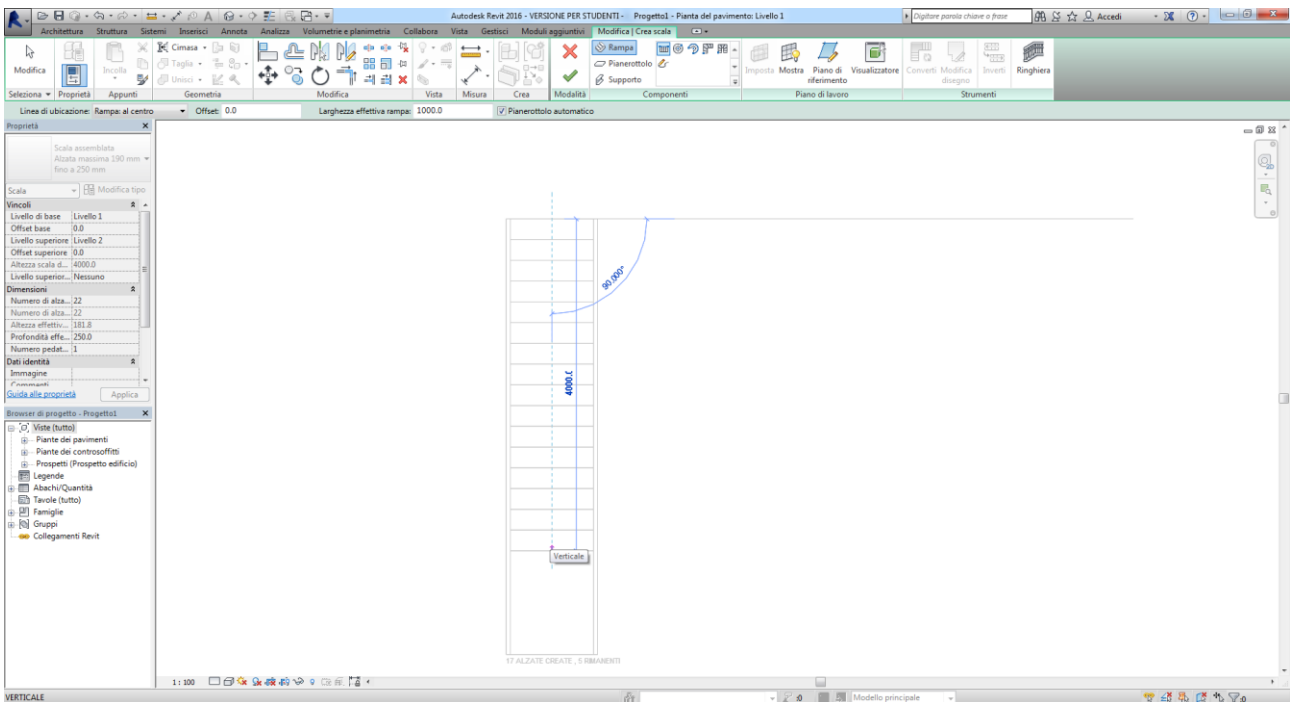 Autodesk Revit 2016 - VERSIONE PER STUDENTI - Progetto1 - Pianta del pavimento: Livello 1
Digitare parola chiave o frase
Accedi
Architettura Struttura Sistemi Inserisci Annota Analizza Volumetrie e planimetria Collabora Vista Gestisci Moduli aggiuntivi Modifica | Crea scala
Modifica
Incolla
Cimasa
Taglia
Unisci
Rampa
Pianerottolo
Supporto
Imposta Mostra Piano di riferimento Visualizzatore
Converti Modifica disegno Inverti Ringhiera
Seleziona Proprietà Appunti Geometria Modifica Vista Misura Crea Modalità Componenti Piano di lavoro Strumenti
Linea di ubicazione: Rampa: al centro Offset: 0.0 Larghezza effettiva rampa: 1000.0 Pianerottolo automatico
Proprietà
Scala assemblata
Alzata massima 190 mm
fino a 250 mm
Scala Modifica tipo
Vincoli
Livello di base Livello 1
Offset base 0.0
Livello superiore Livello 2
Offset superiore 0.0
Altezza scala d... 4000.0
Livello superior... Nessuno
Dimensioni
Numero di alza... 22
Numero di alza... 22
Altezza effettiv... 181.8
Profondità effe... 250.0
Numero pedat... 1
Dati identità
Immagine
Commenti
Guida alle proprietà Applica
Browser di progetto - Progetto1
Viste (tutto)
Piante dei pavimenti
Piante dei controsoffitti
Prospetti (Prospetto edificio)
Legende
Abachi/Quantità
Tavole (tutto)
Famiglie
Gruppi
Collegamenti Revit
90.000°
4000.0
Verticale
17 ALZATE CREATE , 5 RIMANENTI
1 : 100
VERTICALE
:0
Modello principale
:0